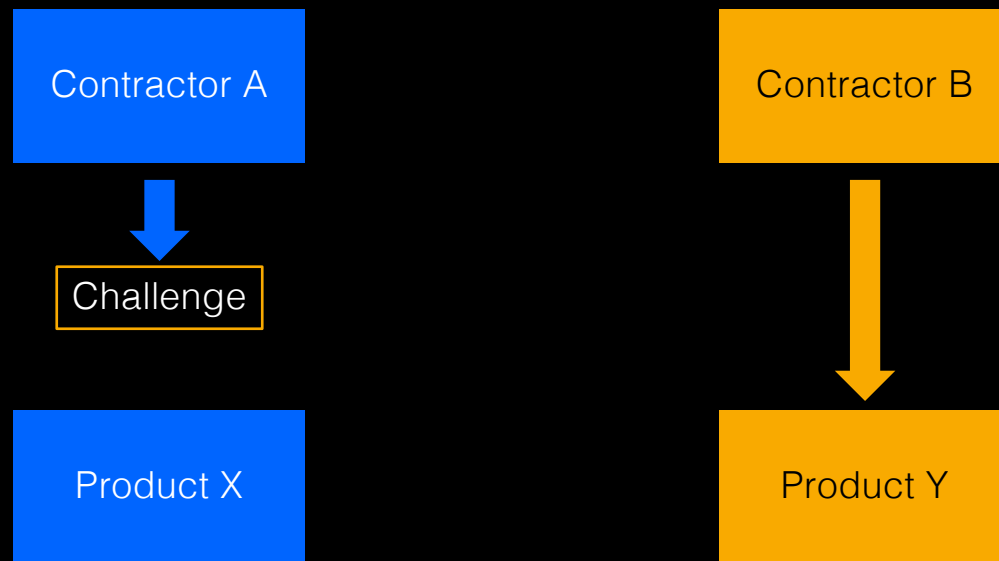 Contractor A
Contractor B
Challenge
Product X
Product Y